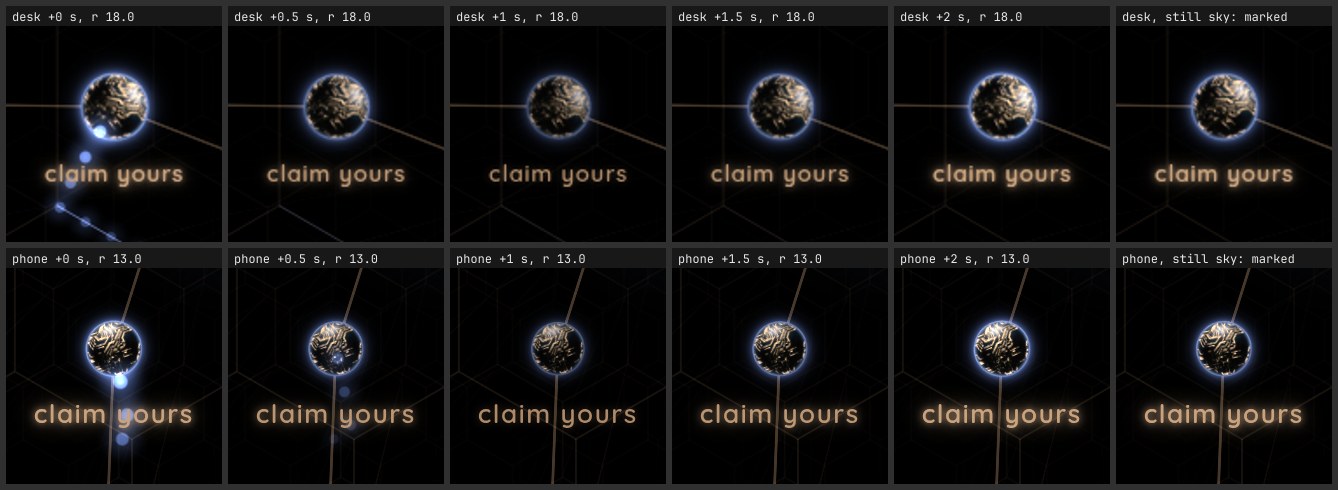 desk +0 s, r 18.0
desk +0.5 s, r 18.0
desk +1 s, r 18.0
desk +1.5 s, r 18.0
desk +2 s, r 18.0
desk, still sky: marked
claim yours
claim yours
claim yours
claim yours
claim yours
claim yours
phone +0 s, r 13.0
phone +0.5 s, r 13.0
phone +1 s, r 13.0
phone +1.5 s, r 13.0
phone +2 s, r 13.0
phone, still sky: marked
claim yours
claim yours
claim yours
claim yours
claim yours
claim yours